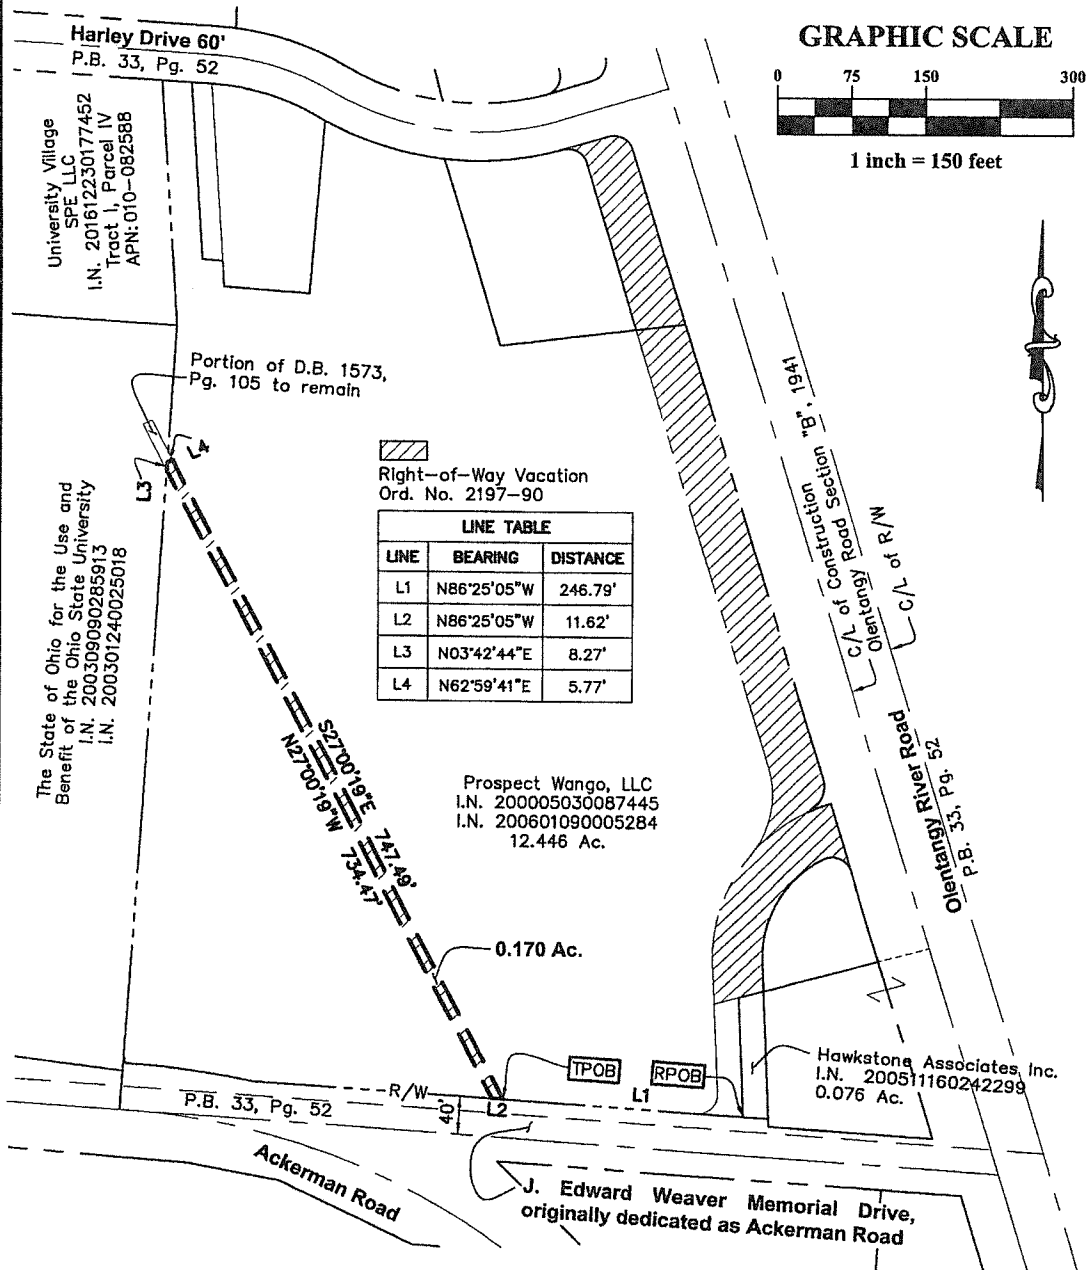 Harley Drive 60'
P.B. 33, Pg. 52
GRAPHIC SCALE
0 75 150 300
1 inch = 150 feet
University Village
SPE LLC
I.N. 201612230177452
Tract I, Parcel IV
APN: 010-082588
Portion of D.B. 1573,
Pg. 105 to remain
L4
L3
Right-of-Way Vacation
Ord. No. 2197-90
LINE TABLE
LINE BEARING DISTANCE
L1 N86°25'05"W 246.79'
L2 N86°25'05"W 11.62'
L3 N03°42'44"E 8.27'
L4 N62°59'41"E 5.77'
C/L of Construction
Olentangy Road Section "B", 1941
C/L of R/W
The State of Ohio for the Use and
Benefit of the Ohio State University
I.N. 200309090285913
I.N. 200301240025018
S27°00'19"E 747.49'
N27°00'19"W 734.47'
Prospect Wango, LLC
I.N. 200005030087445
I.N. 200601090005284
12.446 Ac.
Olentangy River Road
P.B. 33, Pg. 52
0.170 Ac.
TPOB
RPOB
Hawkstone Associates Inc.
I.N. 200511160242299
0.076 Ac.
R/W
L1
L2
40'
P.B. 33, Pg. 52
Ackerman Road
J. Edward Weaver Memorial Drive,
originally dedicated as Ackerman Road